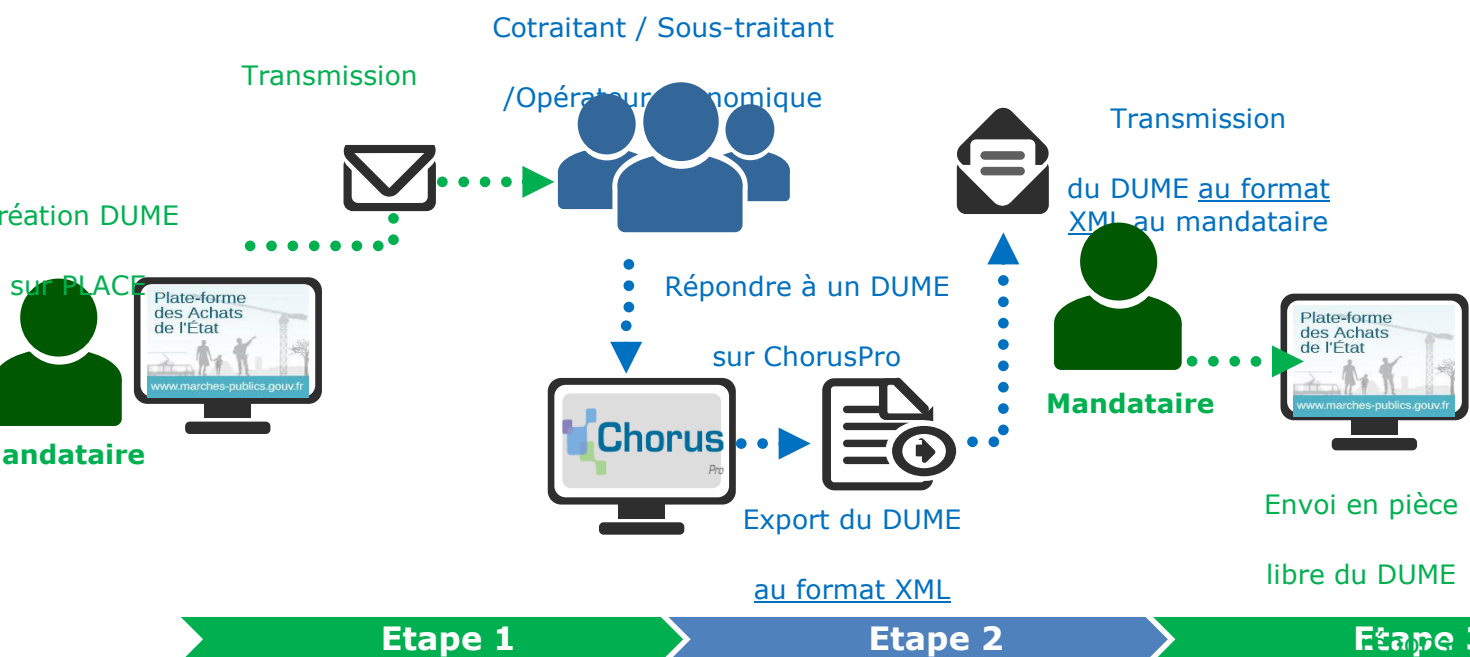 Cotraitant / Sous-traitant
Transmission
Transmission
du DUME au format
XML au mandataire
réation DUME
sur PLACE
Plate-forme
des Achats
de l'État
www.marches-publics.gouv.fr
andataire
Répondre à un DUME
sur ChorusPro
Chorus
Pro
Export du DUME
au format XML
Mandataire
Plate-forme
des Achats
de l'État
www.marches-publics.gouv.fr
Envoi en pièce
libre du DUME
Etape 1
Etape 2
Etape 3